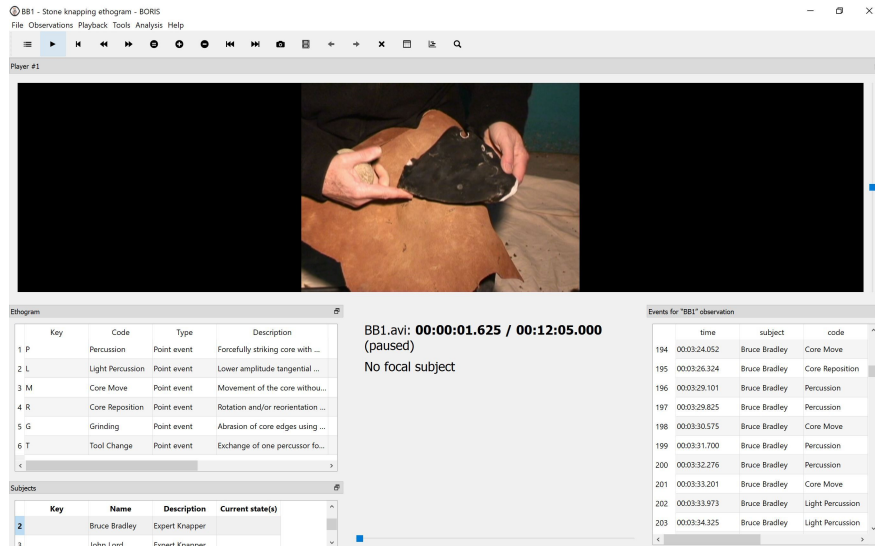 BB1 - Stone knapping ethogram - BORIS
File Observations Playback Tools Analysis Help
Player #1
Ethogram
Key Code Type Description
1 P Percussion Point event Forcefully striking core with ...
2 L Light Percussion Point event Lower amplitude tangential ...
3 M Core Move Point event Movement of the core withou...
4 R Core Reposition Point event Rotation and/or reorientation ...
5 G Grinding Point event Abrasion of core edges using ...
6 T Tool Change Point event Exchange of one percussor fo...
Subjects
Key Name Description Current state(s)
2 Bruce Bradley Expert Knapper
3 John Lord Expert Knapper
BB1.avi: 00:00:01.625 / 00:12:05.000
(paused)
No focal subject
Events for "BB1" observation
time subject code
194 00:03:24.052 Bruce Bradley Core Move
195 00:03:26.324 Bruce Bradley Core Reposition
196 00:03:29.101 Bruce Bradley Percussion
197 00:03:29.825 Bruce Bradley Percussion
198 00:03:30.575 Bruce Bradley Core Move
199 00:03:31.700 Bruce Bradley Percussion
200 00:03:32.276 Bruce Bradley Percussion
201 00:03:33.201 Bruce Bradley Core Move
202 00:03:33.973 Bruce Bradley Light Percussion
203 00:03:34.325 Bruce Bradley Light Percussion